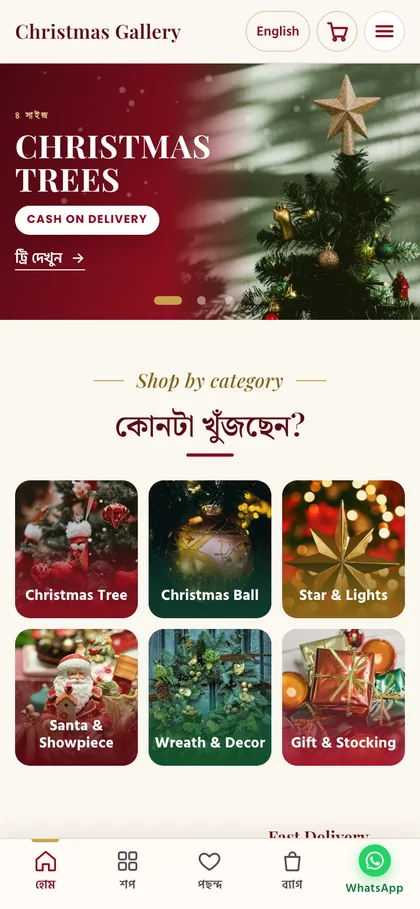 Christmas Gallery
English
৪ সাইজ
CHRISTMAS
TREES
CASH ON DELIVERY
ট্রি দেখুন →
Shop by category
কোনটা খুঁজছেন?
Christmas Tree
Christmas Ball
Star & Lights
Santa &
Showpiece
Wreath & Decor
Gift & Stocking
Fast Delivery
হোম
শপ
পছন্দ
ব্যাগ
WhatsApp